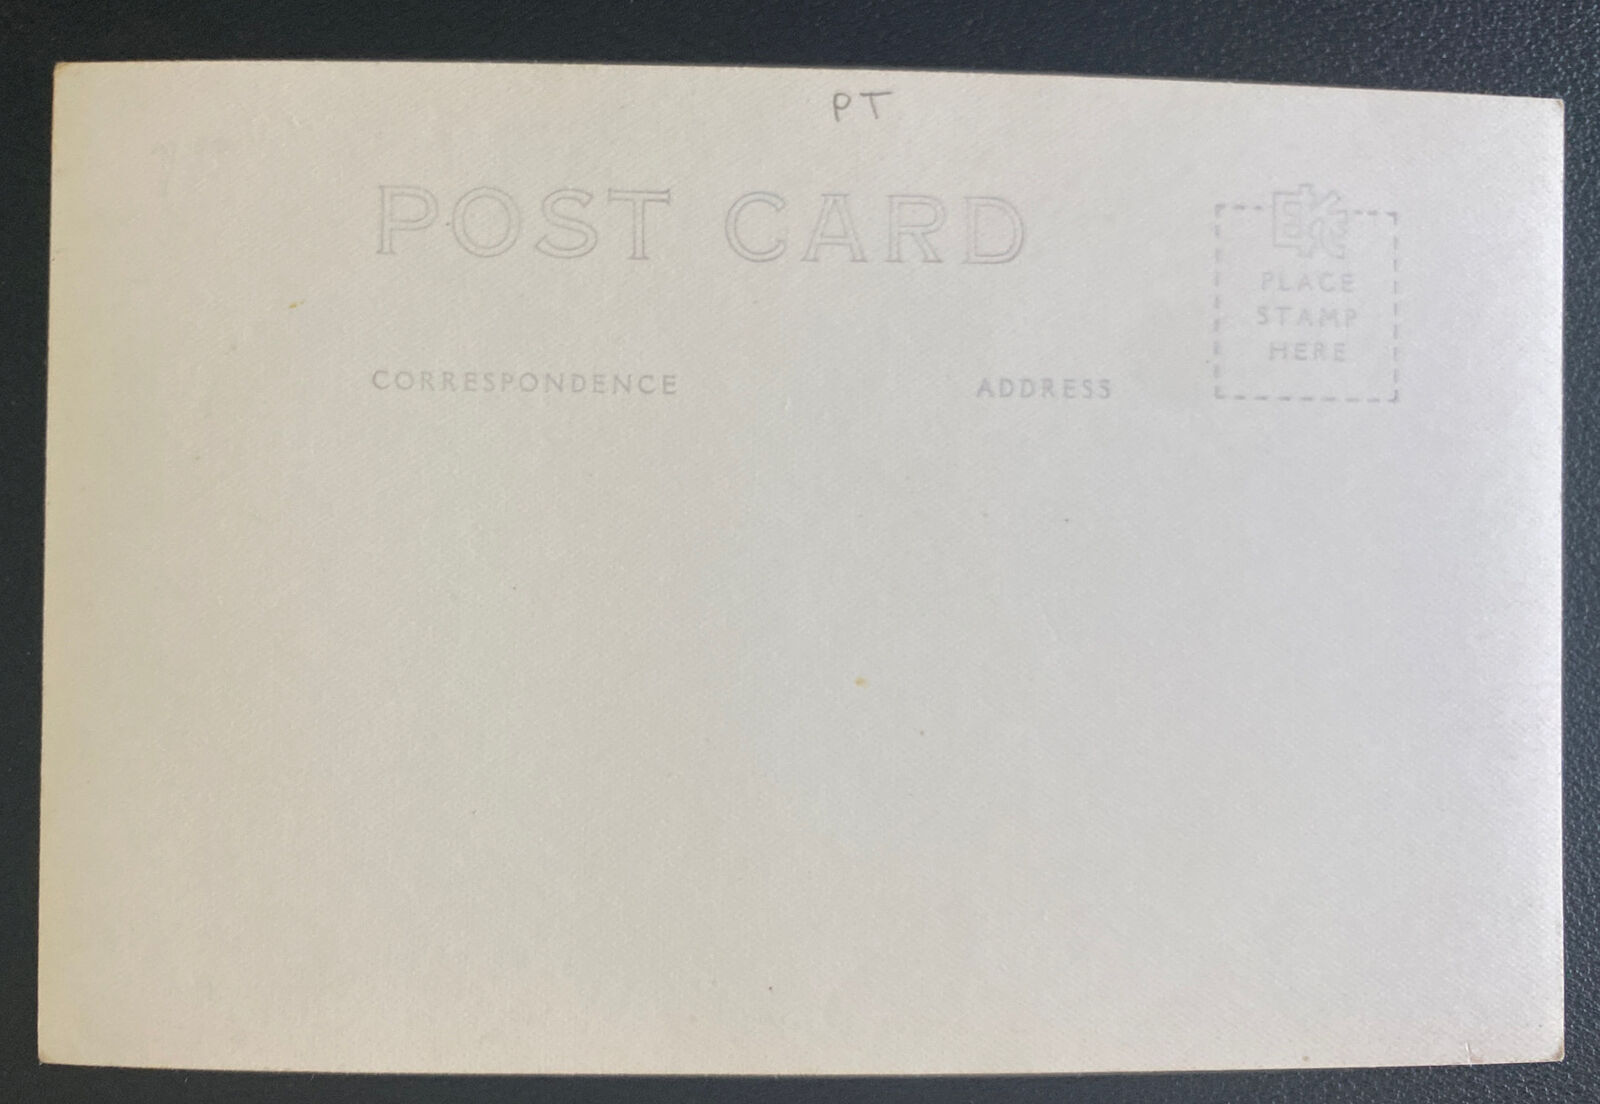 PT
POST CARD
PLACE
STAMP
HERE
CORRESPONDENCE
ADDRESS